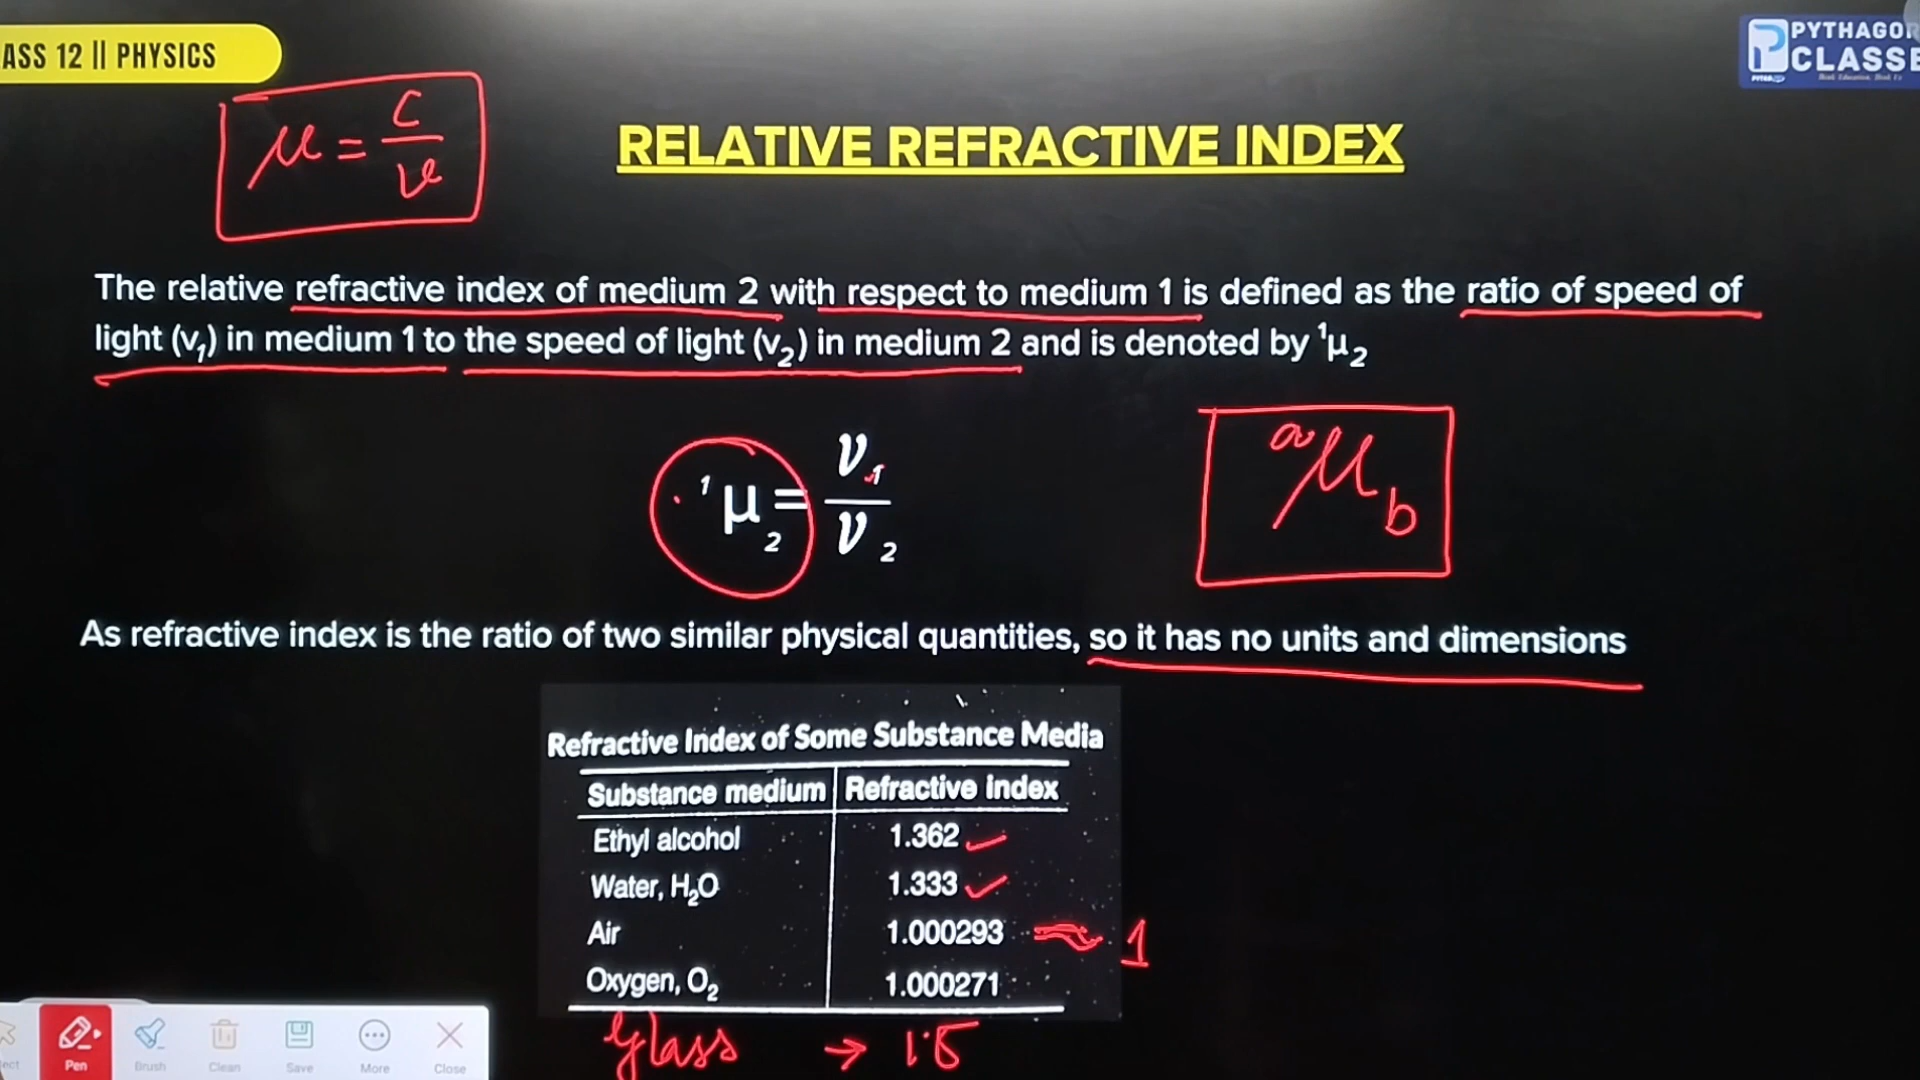 ASS 12 || PHYSICS
PYTHAGOR
CLASSE
μ = c/v
RELATIVE REFRACTIVE INDEX
The relative refractive index of medium 2 with respect to medium 1 is defined as the ratio of speed of
light (v₁) in medium 1 to the speed of light (v₂) in medium 2 and is denoted by ¹μ₂
¹μ₂ = v₁/v₂
ᵃμ_b
As refractive index is the ratio of two similar physical quantities, so it has no units and dimensions
Refractive Index of Some Substance Media
Substance medium Refractive index
Ethyl alcohol 1.362 ✓
Water, H₂O 1.333 ✓
Air 1.000293 ≈ 1
Oxygen, O₂ 1.000271
Glass → 1.5
ect Pen Brush Clean Save More Close